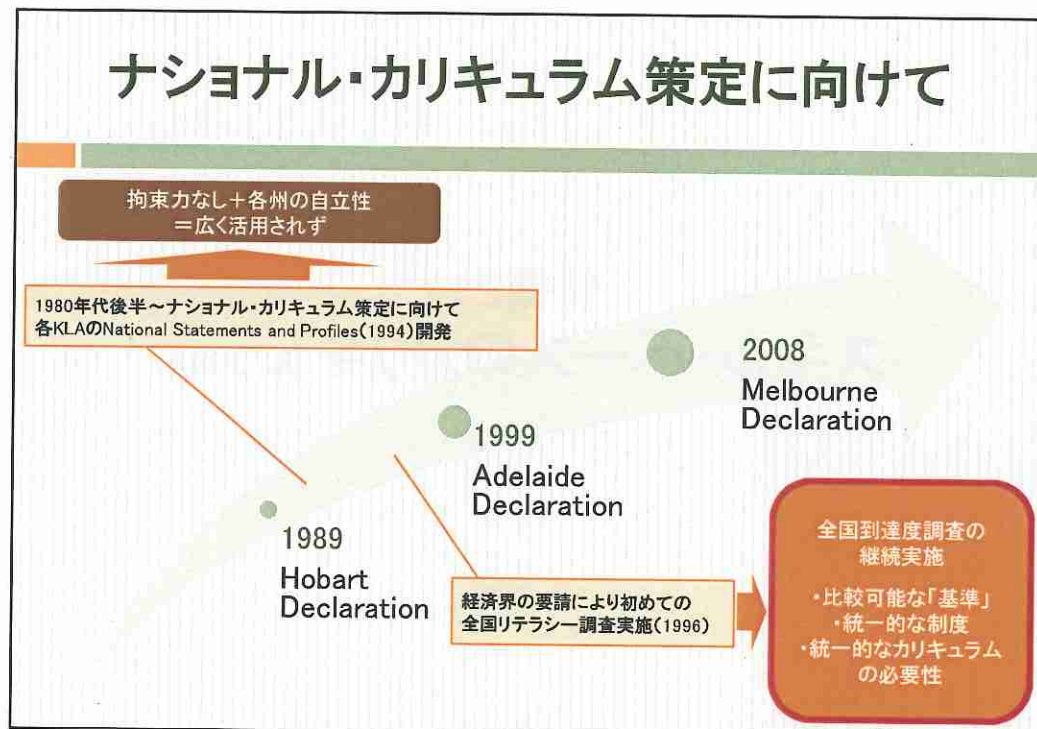 ナショナル・カリキュラム策定に向けて
拘束力なし＋各州の自立性
＝広く活用されず
1980年代後半～ナショナル・カリキュラム策定に向けて
各KLAのNational Statements and Profiles(1994)開発
2008
Melbourne
Declaration
1999
Adelaide
Declaration
1989
Hobart
Declaration
経済界の要請により初めての
全国リテラシー調査実施(1996)
全国到達度調査の
継続実施
・比較可能な「基準」
・統一的な制度
・統一的なカリキュラム
の必要性